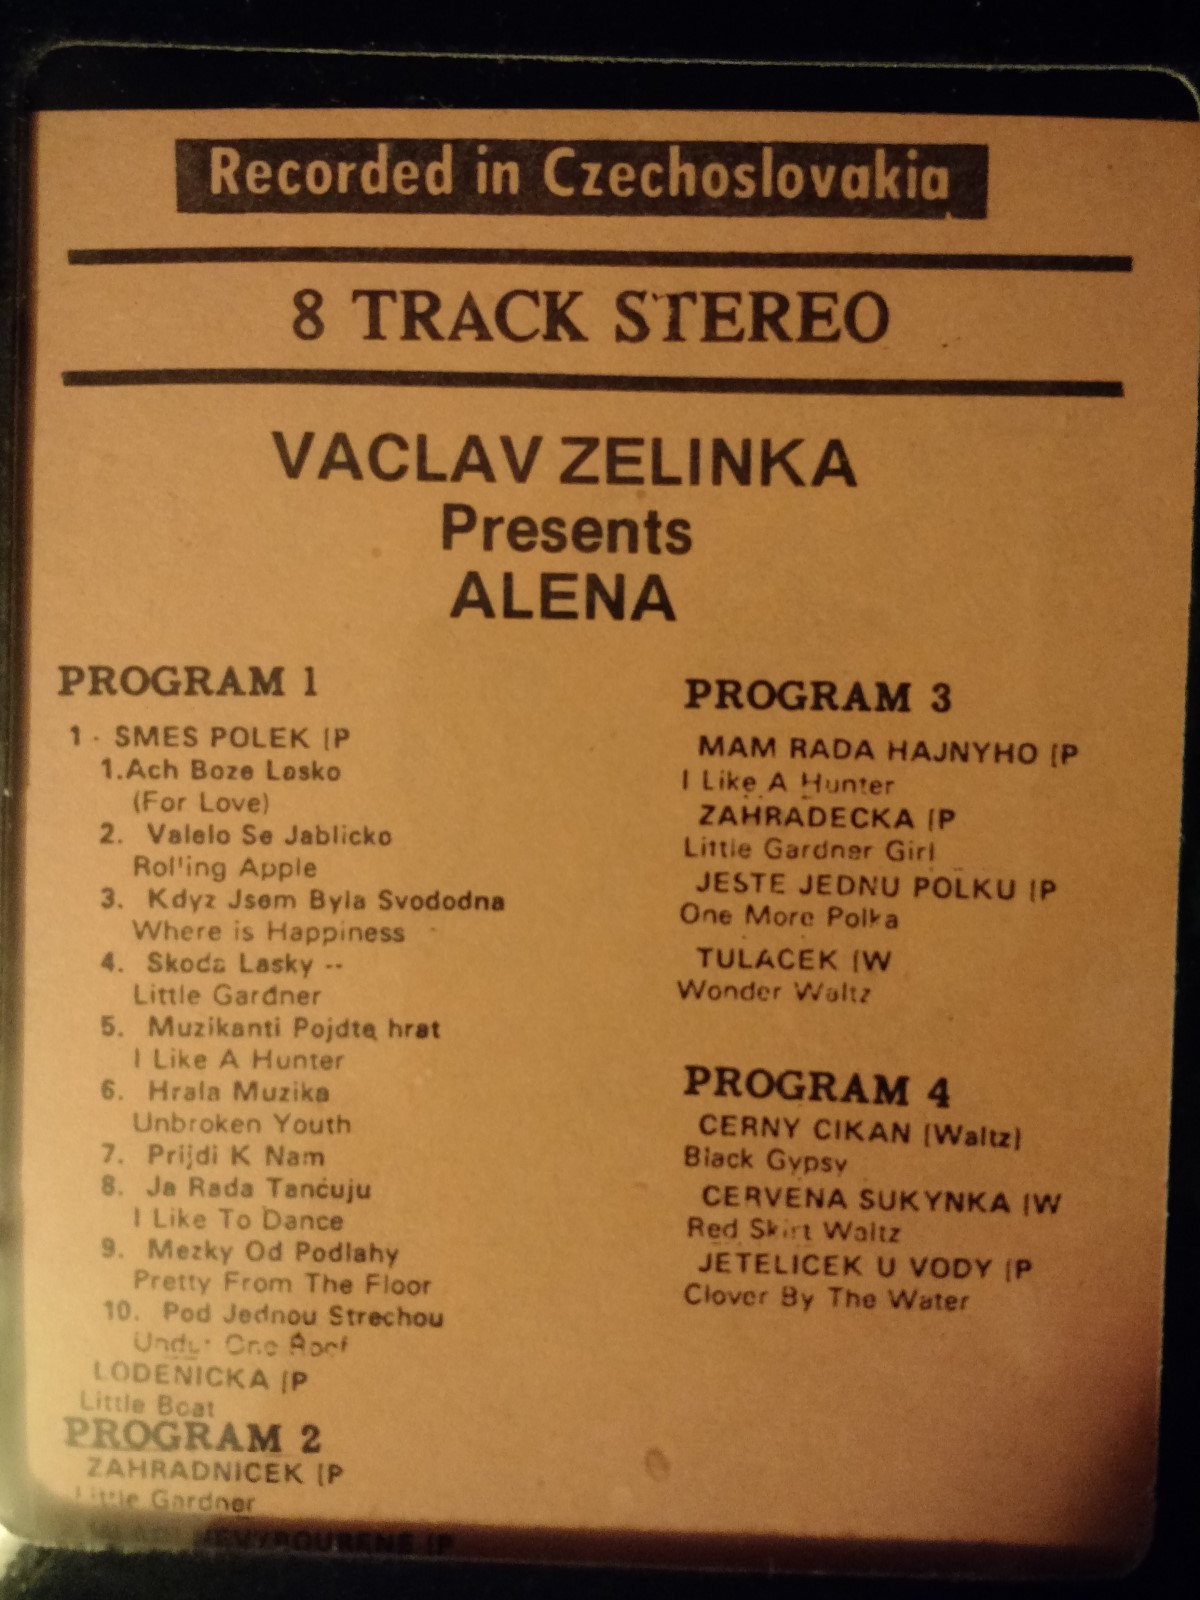 Recorded in Czechoslovakia
8 TRACK STEREO
VACLAV ZELINKA
Presents
ALENA
PROGRAM 1
1 - SMES POLEK (P
1.Ach Boze Lasko
(For Love)
2. Valelo Se Jablicko
Rolling Apple
3. Kdyz Jsem Byla Svododna
Where is Happiness
4. Skoda Lasky --
Little Gardner
5. Muzikanti Pojdte hrat
I Like A Hunter
6. Hrala Muzika
Unbroken Youth
7. Prijdi K Nam
8. Ja Rada Tancuju
I Like To Dance
9. Mezky Od Podlahy
Pretty From The Floor
10. Pod Jednou Strechou
Under One Roof
LODENICKA (P
Little Boat
PROGRAM 2
ZAHRADNICEK (P
Little Gardner
NEVYBOURENE (P
PROGRAM 3
MAM RADA HAJNYHO (P
I Like A Hunter
ZAHRADECKA (P
Little Gardner Girl
JESTE JEDNU POLKU (P
One More Polka
TULACEK (W
Wonder Waltz
PROGRAM 4
CERNY CIKAN (Waltz)
Black Gypsy
CERVENA SUKYNKA (W
Red Skirt Waltz
JETELICEK U VODY (P
Clover By The Water